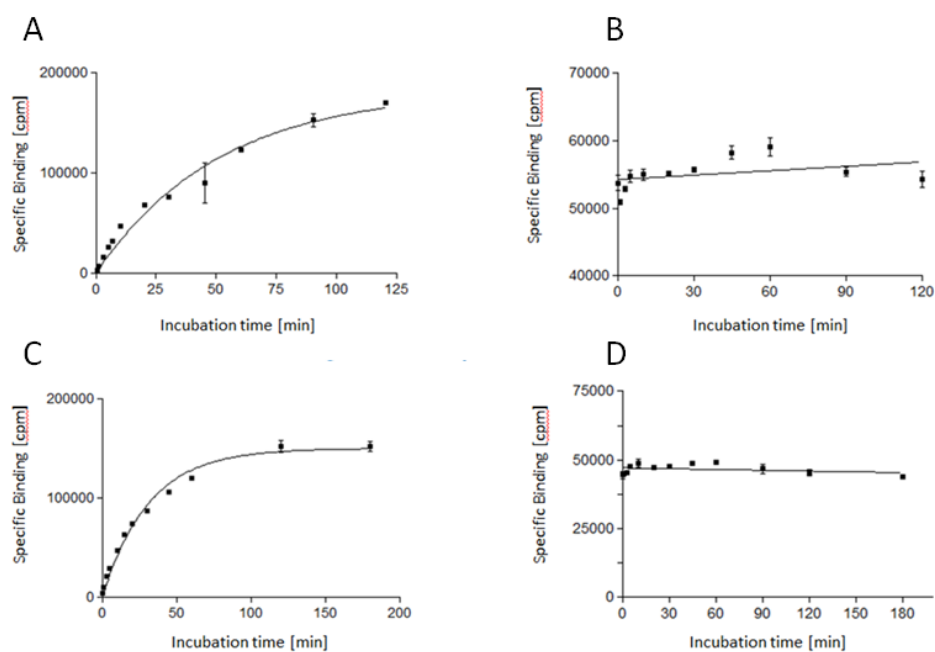 A
B
Specific Binding [cpm]
200000
100000
0
0 25 50 75 100 125
Incubation time [min]
Specific Binding [cpm]
70000
60000
50000
40000
0 30 60 90 120
Incubation time [min]
C
D
Specific Binding [cpm]
200000
100000
0
0 50 100 150 200
Incubation time [min]
Specific Binding [cpm]
75000
50000
25000
0
0 30 60 90 120 150 180
Incubation time [min]